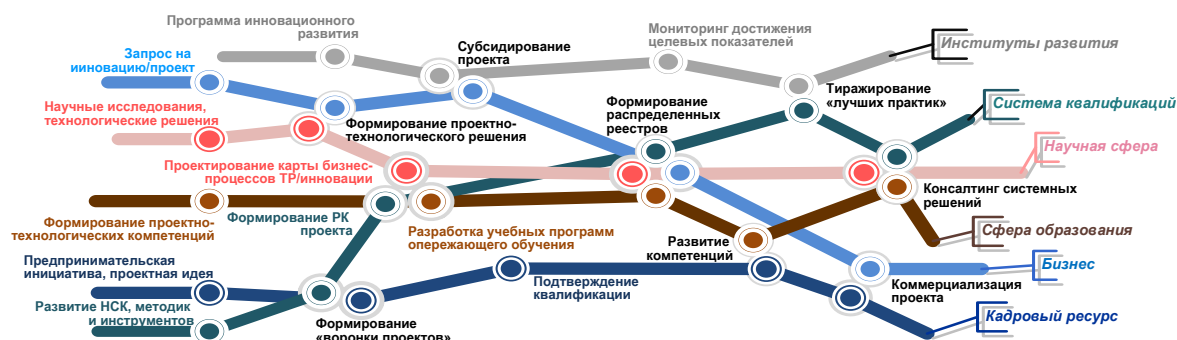 Программа инновационного
развития
Запрос на
ииновацию/проект
Научные исследования,
технологические решения
Субсидирование
проекта
Мониторинг достижения
целевых показателей
Институты развития
Тиражирование
«лучших практик»
Система квалификаций
Формирование
распределенных
реестров
Формирование проектно-
технологического решения
Научная сфера
Проектирование карты бизнес-
процессов ТР/инновации
Консалтинг системных
решений
Формирование проектно-
технологических компетенций
Формирование РК
проекта
Разработка учебных программ
опережающего обучения
Развитие
компетенций
Сфера образования
Предпринимательская
инициатива, проектная идея
Бизнес
Подтверждение
квалификации
Коммерциализация
проекта
Развитие НСК, методик
и инструментов
Формирование
«воронки проектов»
Кадровый ресурс